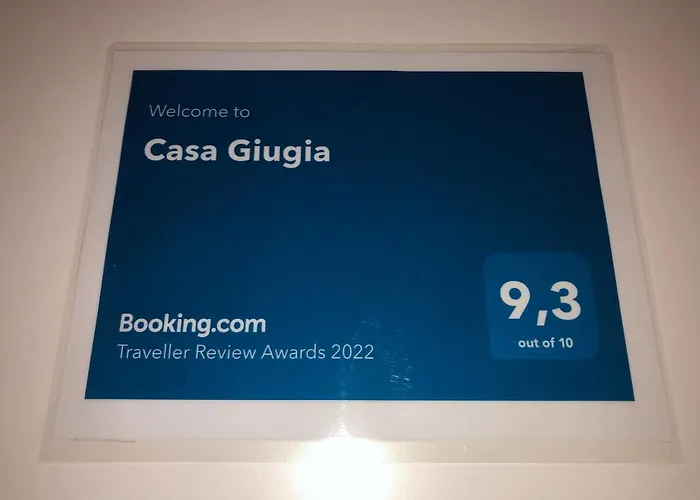 Welcome to
Casa Giugia
9,3
out of 10
Booking.com
Traveller Review Awards 2022